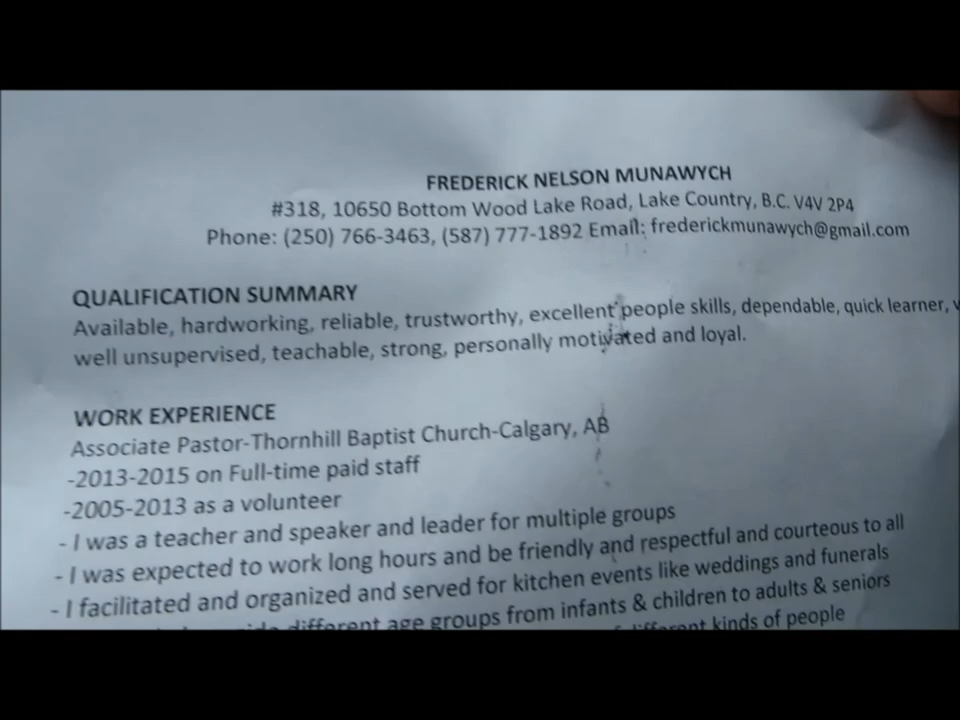 FREDERICK NELSON MUNAWYCH
#318, 10650 Bottom Wood Lake Road, Lake Country, B.C. V4V 2P4
Phone: (250) 766-3463, (587) 777-1892 Email: frederickmunawych@gmail.com
QUALIFICATION SUMMARY
Available, hardworking, reliable, trustworthy, excellent people skills, dependable, quick learner,
well unsupervised, teachable, strong, personally motivated and loyal.
WORK EXPERIENCE
Associate Pastor-Thornhill Baptist Church-Calgary, AB
-2013-2015 on Full-time paid staff
-2005-2013 as a volunteer
- I was a teacher and speaker and leader for multiple groups
- I was expected to work long hours and be friendly and respectful and courteous to all
- I facilitated and organized and served for kitchen events like weddings and funerals
different age groups from infants & children to adults & seniors
different kinds of people